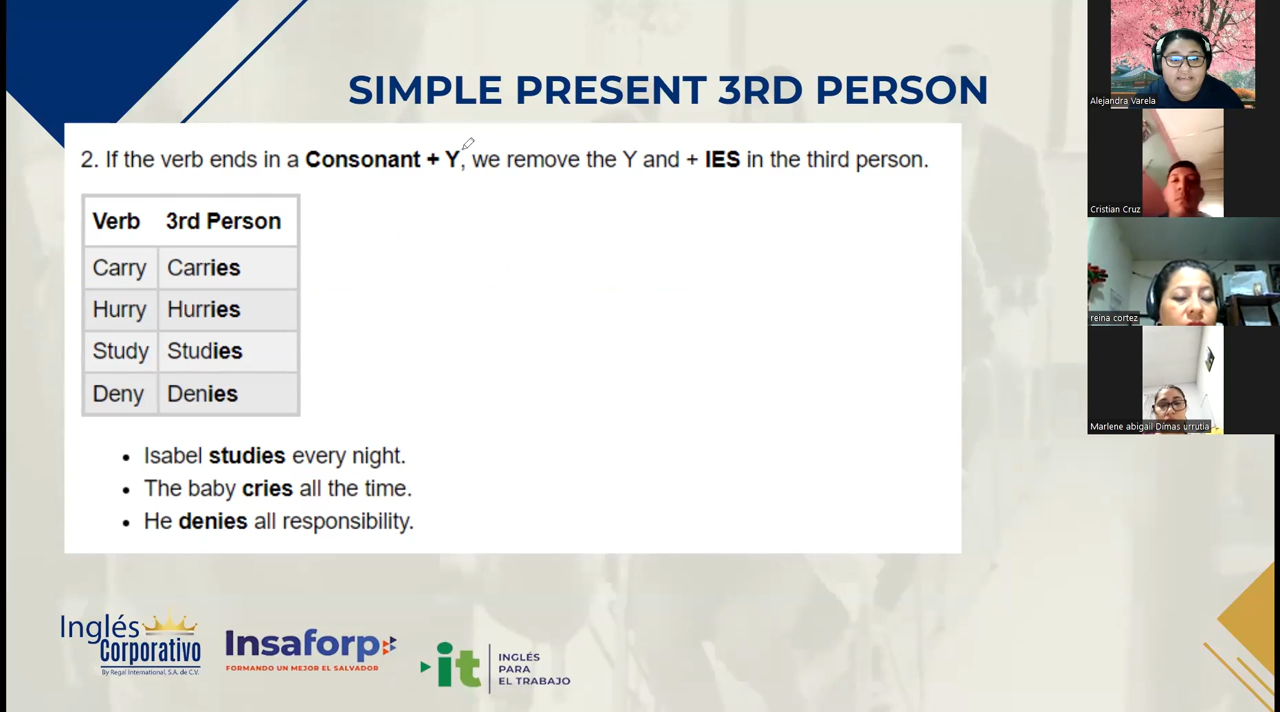 SIMPLE PRESENT 3RD PERSON
2. If the verb ends in a Consonant + Y, we remove the Y and + IES in the third person.
Verb 3rd Person
Carry Carries
Hurry Hurries
Study Studies
Deny Denies
• Isabel studies every night.
• The baby cries all the time.
• He denies all responsibility.
Inglés
Corporativo
By Regal International, S.A. de C.V.
Insaforp
FORMANDO UN MEJOR EL SALVADOR
it
INGLÉS
PARA
EL TRABAJO
Alejandra Varela
Cristian Cruz
reina cortez
Marlene abigail Dimas urrutia